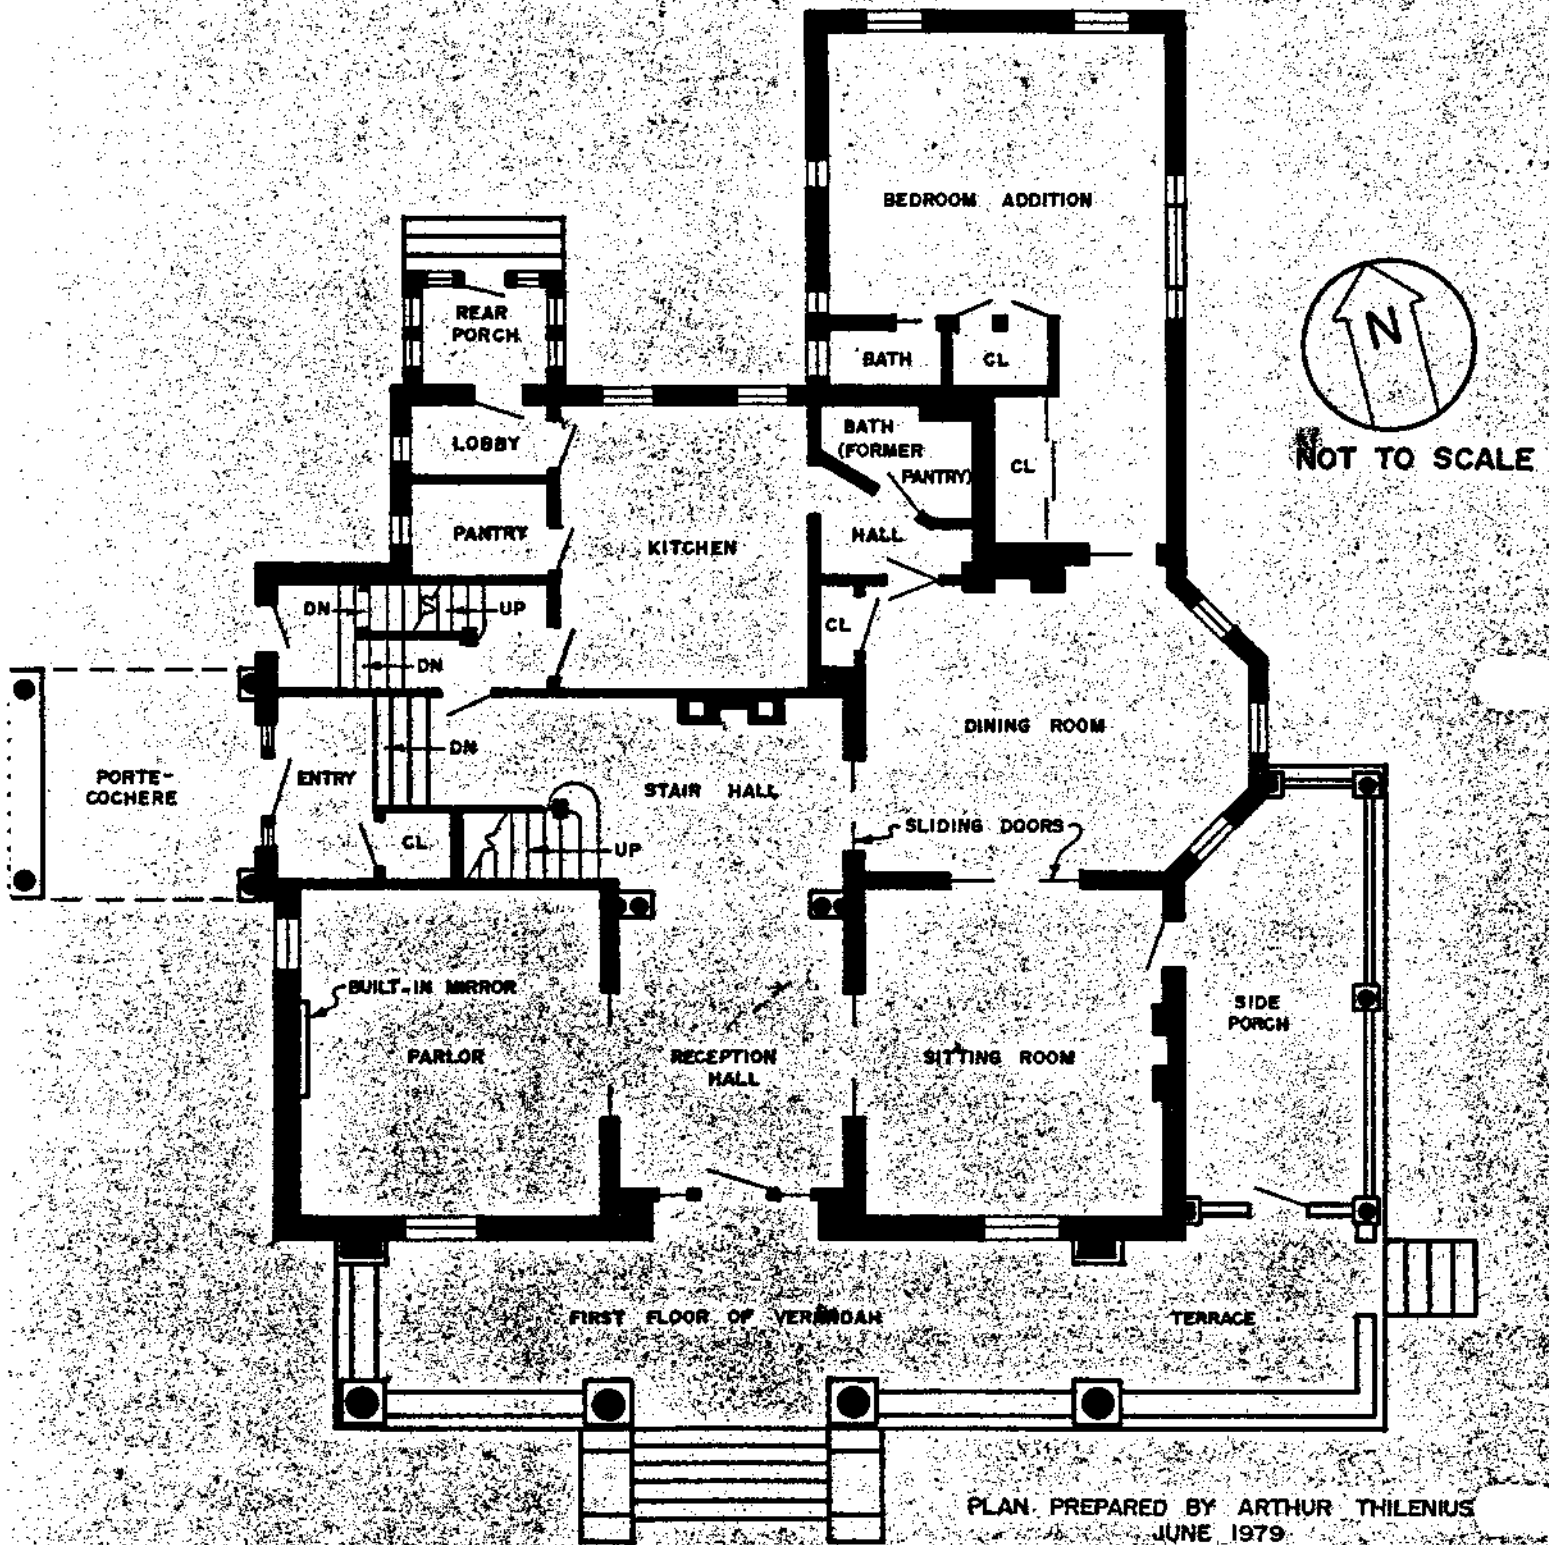 BEDROOM ADDITION
REAR
PORCH
BATH
CL
N
NOT TO SCALE
LOBBY
BATH
(FORMER
PANTRY)
CL
PANTRY
KITCHEN
HALL
DN
UP
CL
DN
DINING ROOM
DN
PORTE-
COCHERE
ENTRY
STAIR HALL
CL
UP
SLIDING DOORS
BUILT-IN MIRROR
SIDE
PORCH
PARLOR
RECEPTION
HALL
SITTING ROOM
FIRST FLOOR OF VERANDAH
TERRACE
PLAN PREPARED BY ARTHUR THILENIUS
JUNE 1979